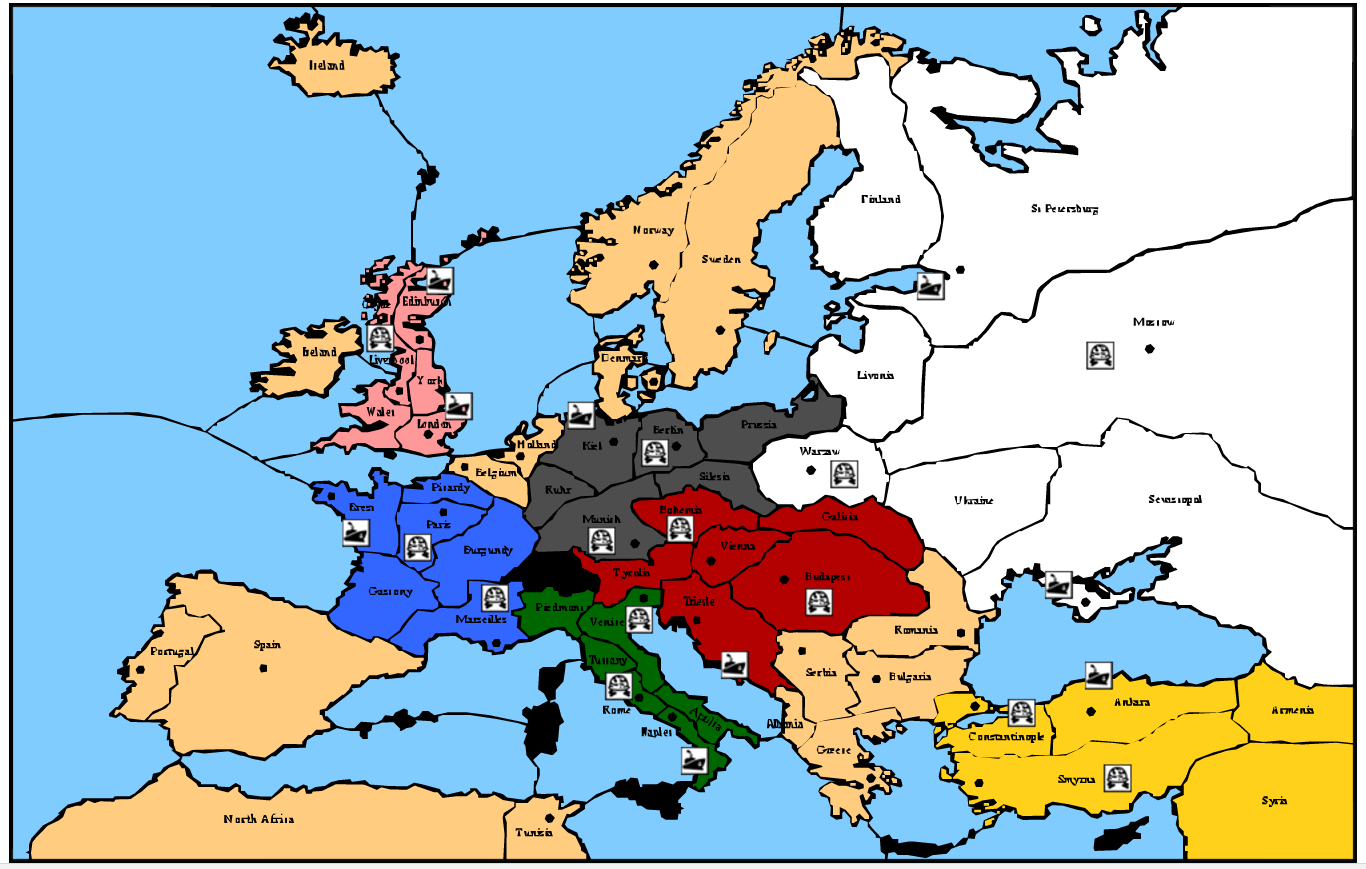 Iceland
Finland
St Petersburg
Norway
Sweden
Edinburgh
Moscow
Ireland
Liverpool
Denmark
York
Livonia
Wales
London
Kiel
Berlin
Prussia
Holland
Belgium
Warsaw
Silesia
Picardy
Ruhr
Ukraine
Sevastopol
Brest
Paris
Munich
Bohemia
Galicia
Burgundy
Vienna
Tyrolia
Budapest
Gascony
Piedmont
Trieste
Marseilles
Venice
Romania
Spain
Portugal
Tuscany
Serbia
Bulgaria
Rome
Naples
Apulia
Albania
Ankara
Armenia
Constantinople
Greece
Smyrna
Syria
North Africa
Tunisia